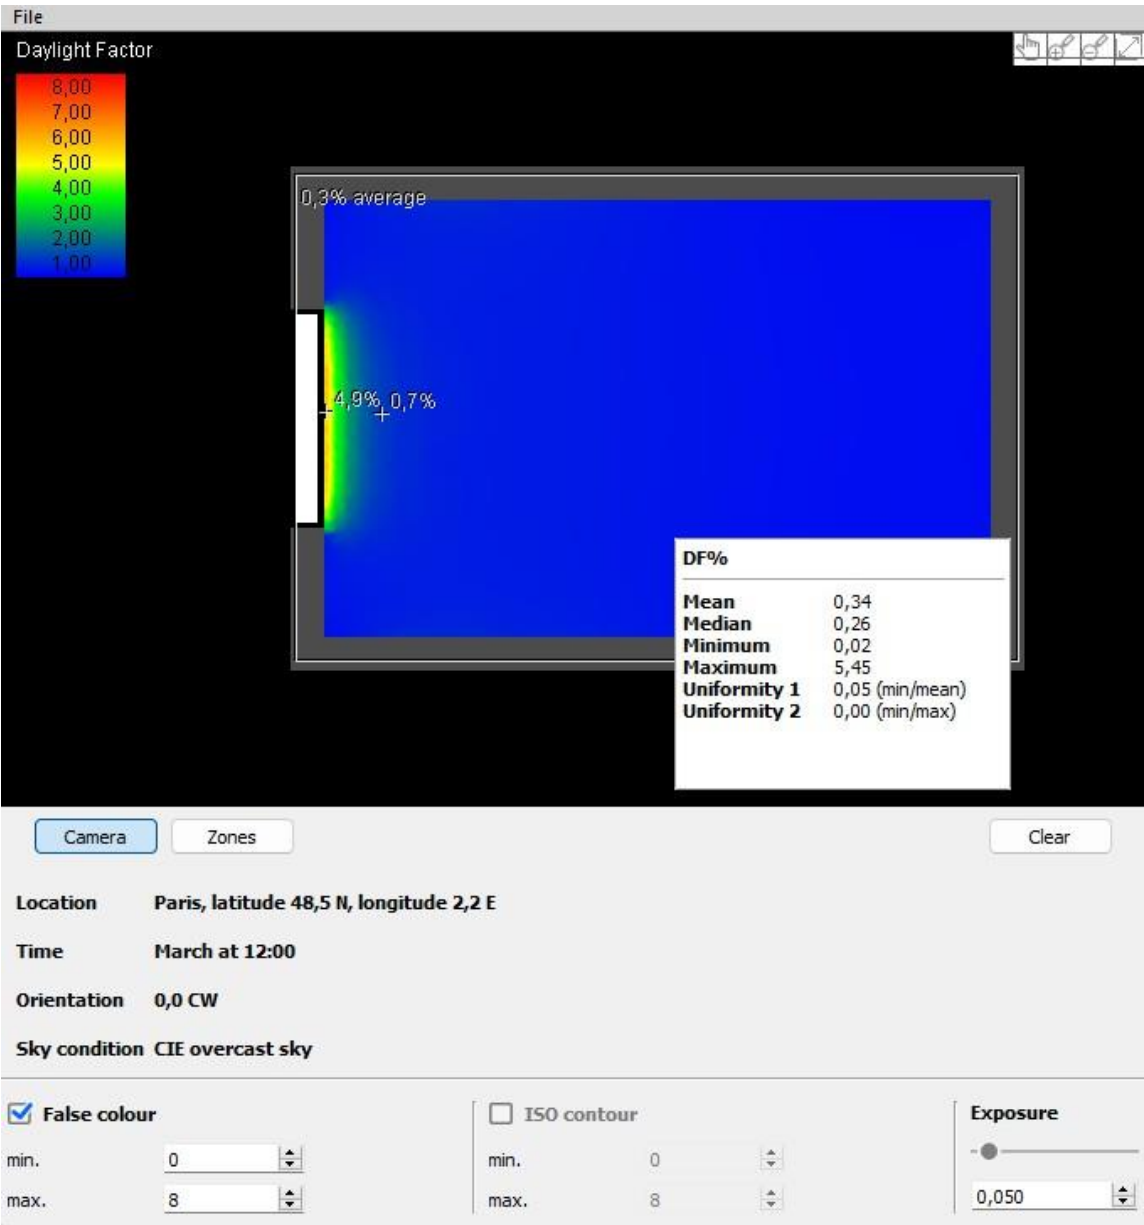 File
Daylight Factor
8,00
7,00
6,00
5,00
4,00
3,00
2,00
1,00
0,3% average
4,9% 0,7%
DF%
Mean 0,34
Median 0,26
Minimum 0,02
Maximum 5,45
Uniformity 1 0,05 (min/mean)
Uniformity 2 0,00 (min/max)
Camera Zones Clear
Location Paris, latitude 48,5 N, longitude 2,2 E
Time March at 12:00
Orientation 0,0 CW
Sky condition CIE overcast sky
False colour ISO contour Exposure
min. 0 min. 0
max. 8 max. 8 0,050